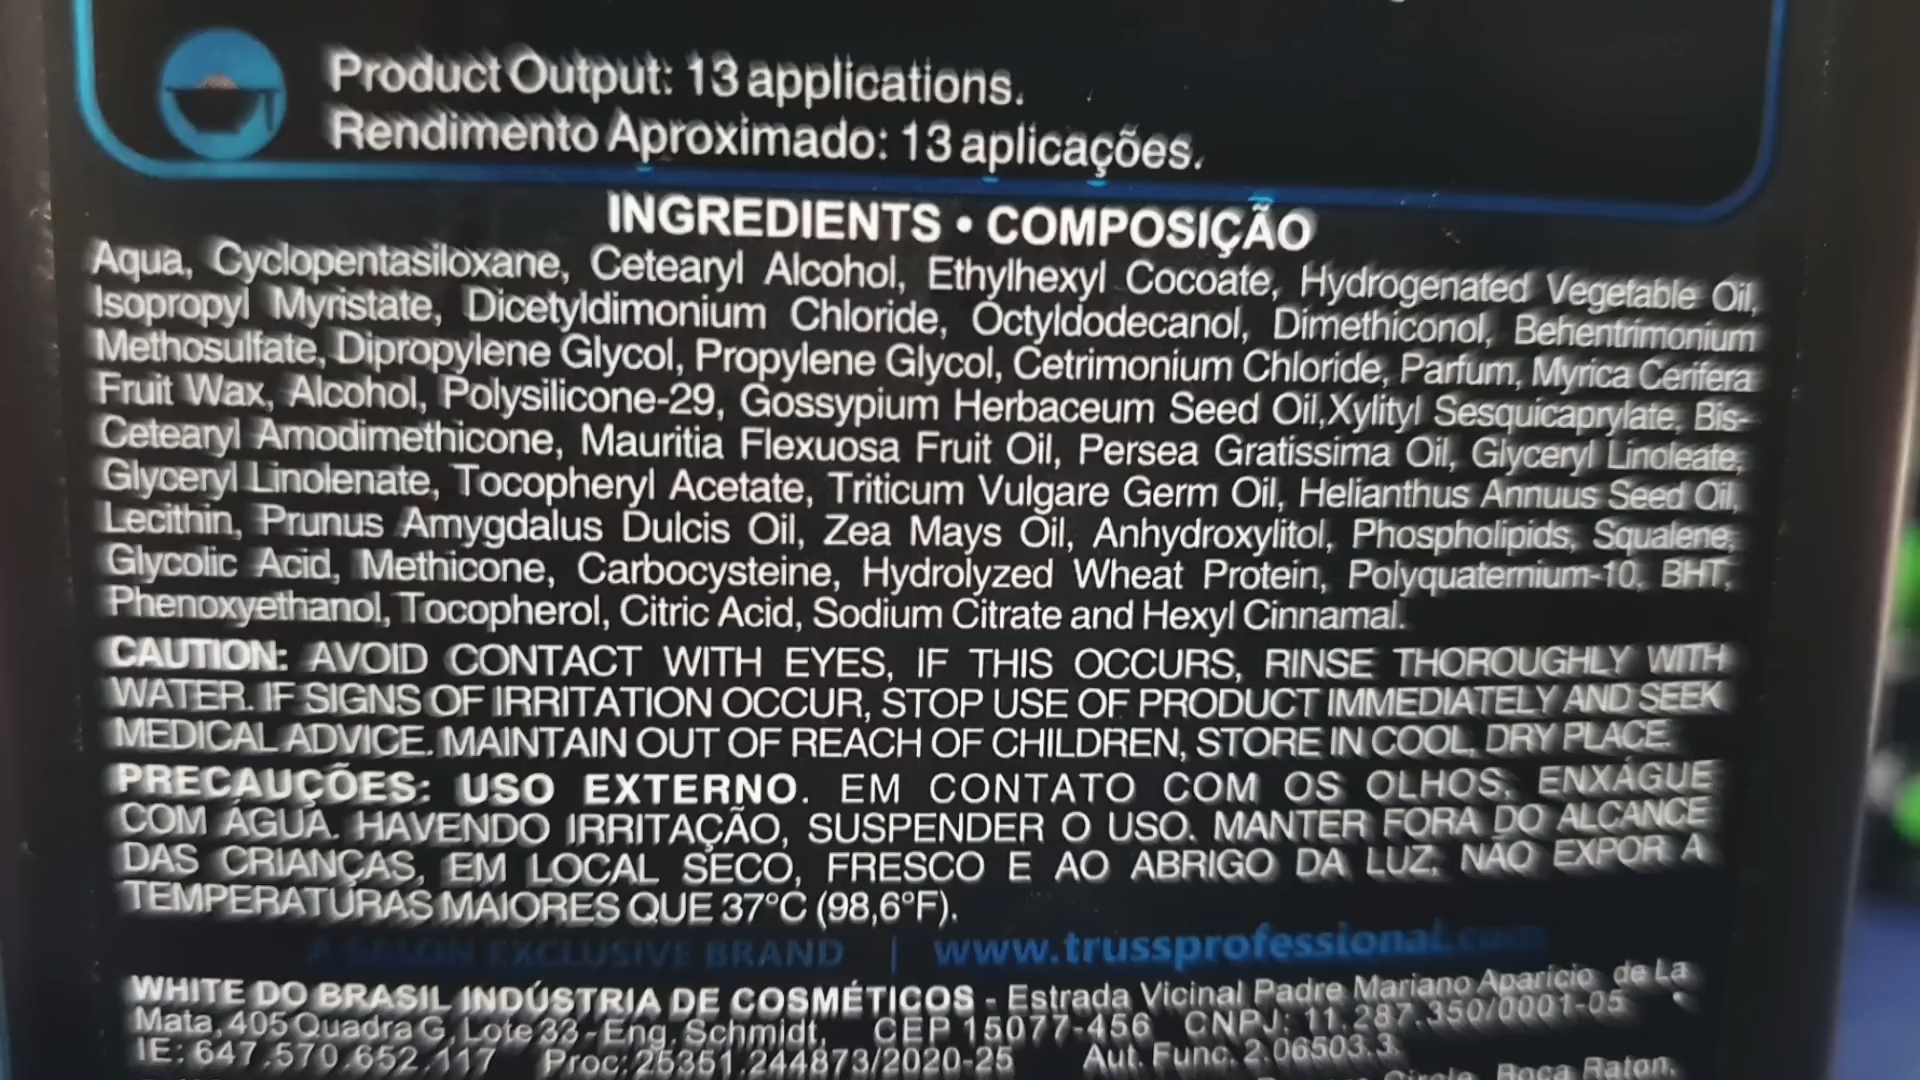 Product Output: 13 applications.
Rendimento Aproximado: 13 aplicações.
INGREDIENTS • COMPOSIÇÃO
Aqua, Cyclopentasiloxane, Cetearyl Alcohol, Ethylhexyl Cocoate, Hydrogenated Vegetable Oil,
Isopropyl Myristate, Dicetyldimonium Chloride, Octyldodecanol, Dimethiconol, Behentrimonium
Methosulfate, Dipropylene Glycol, Propylene Glycol, Cetrimonium Chloride, Parfum, Myrica Cerifera
Fruit Wax, Alcohol, Polysilicone-29, Gossypium Herbaceum Seed Oil,Xylityl Sesquicaprylate, Bis-
Cetearyl Amodimethicone, Mauritia Flexuosa Fruit Oil, Persea Gratissima Oil, Glyceryl Linoleate,
Glyceryl Linolenate, Tocopheryl Acetate, Triticum Vulgare Germ Oil, Helianthus Annuus Seed Oil,
Lecithin, Prunus Amygdalus Dulcis Oil, Zea Mays Oil, Anhydroxylitol, Phospholipids, Squalene,
Glycolic Acid, Methicone, Carbocysteine, Hydrolyzed Wheat Protein, Polyquaternium-10, BHT,
Phenoxyethanol, Tocopherol, Citric Acid, Sodium Citrate and Hexyl Cinnamal.
CAUTION: AVOID CONTACT WITH EYES, IF THIS OCCURS, RINSE THOROUGHLY WITH
WATER. IF SIGNS OF IRRITATION OCCUR, STOP USE OF PRODUCT IMMEDIATELY AND SEEK
MEDICAL ADVICE. MAINTAIN OUT OF REACH OF CHILDREN, STORE IN COOL, DRY PLACE.
PRECAUÇÕES: USO EXTERNO. EM CONTATO COM OS OLHOS, ENXÁGUE
COM ÁGUA. HAVENDO IRRITAÇÃO, SUSPENDER O USO. MANTER FORA DO ALCANCE
DAS CRIANÇAS, EM LOCAL SECO, FRESCO E AO ABRIGO DA LUZ. NÃO EXPOR A
TEMPERATURAS MAIORES QUE 37°C (98,6°F).
A SALON EXCLUSIVE BRAND | www.trussprofessional.com
WHITE DO BRASIL INDÚSTRIA DE COSMÉTICOS - Estrada Vicinal Padre Mariano Aparicio de La
Mata, 405 Quadra G, Lote 33 - Eng. Schmidt, CEP 15077-456 CNPJ: 11.287.350/0001-05
IE: 647.570.652.117 Proc: 25351.244873/2020-25 Aut. Func. 2.06503.3
Circle, Boca Raton,